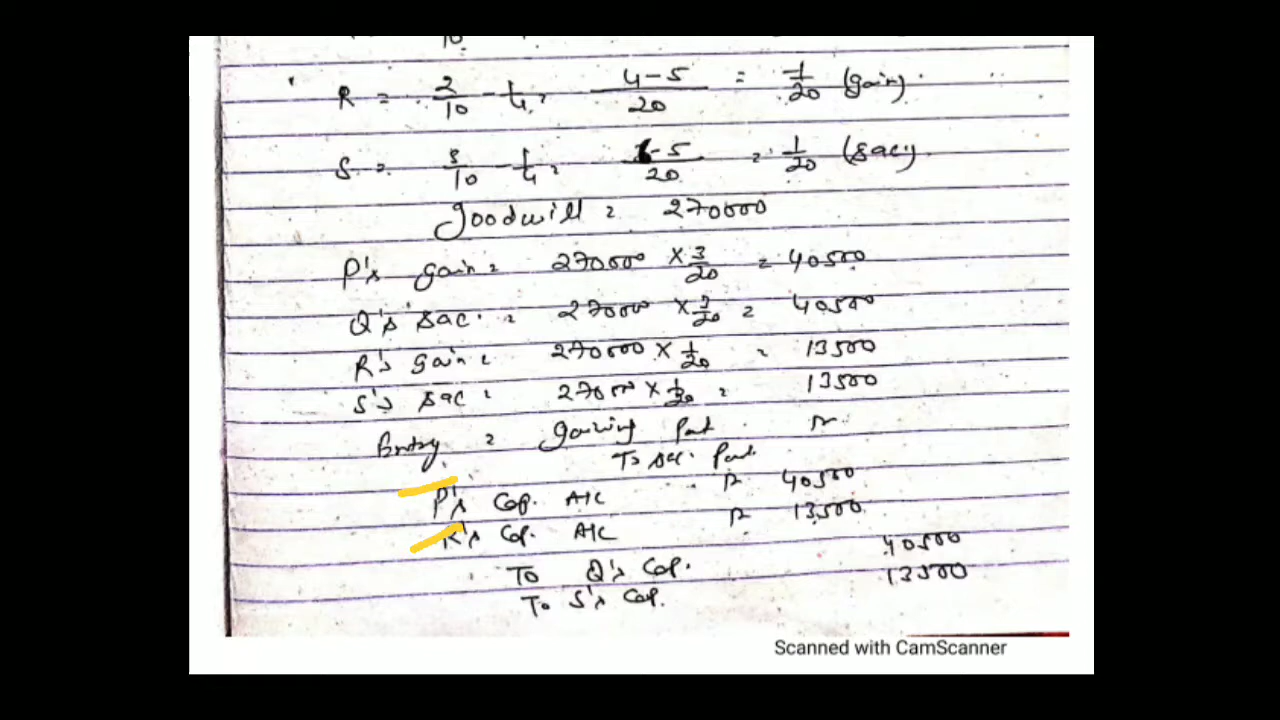 10
R = 2/10 - 1/4 = 4-5/20 = 1/20 (gain)
S = 3/10 - 1/4 = 6-5/20 = 1/20 (sac)
Goodwill = 270000
P's gain = 270000 × 3/20 = 40500
Q's sac. = 27000 × 3/20 = 40500
R's gain = 270000 × 1/20 = 13500
S's sac = 27000 × 1/20 = 13500
Entry = gaining Part Dr
To sac. Part.
P's Cap. A/C Dr 40500
R's Cap. A/C Dr 13500
To Q's Cap. 40500
To S's Cap. 13500
Scanned with CamScanner